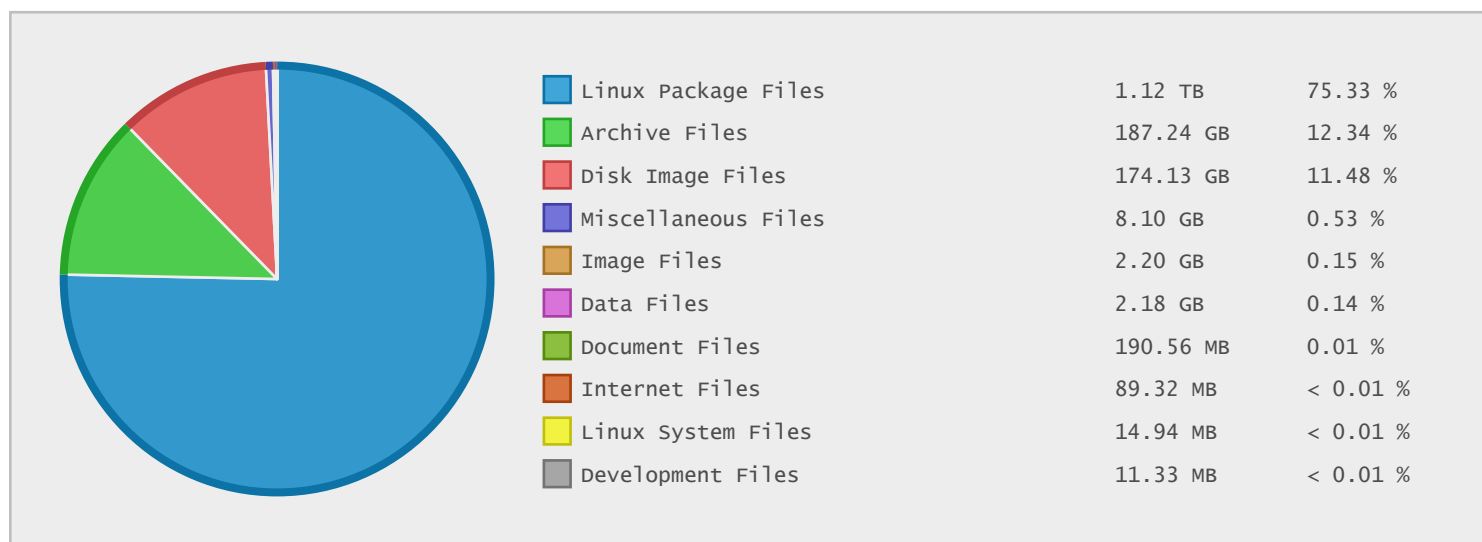 Linux Package Files 1.12 TB 75.33 %
Archive Files 187.24 GB 12.34 %
Disk Image Files 174.13 GB 11.48 %
Miscellaneous Files 8.10 GB 0.53 %
Image Files 2.20 GB 0.15 %
Data Files 2.18 GB 0.14 %
Document Files 190.56 MB 0.01 %
Internet Files 89.32 MB < 0.01 %
Linux System Files 14.94 MB < 0.01 %
Development Files 11.33 MB < 0.01 %